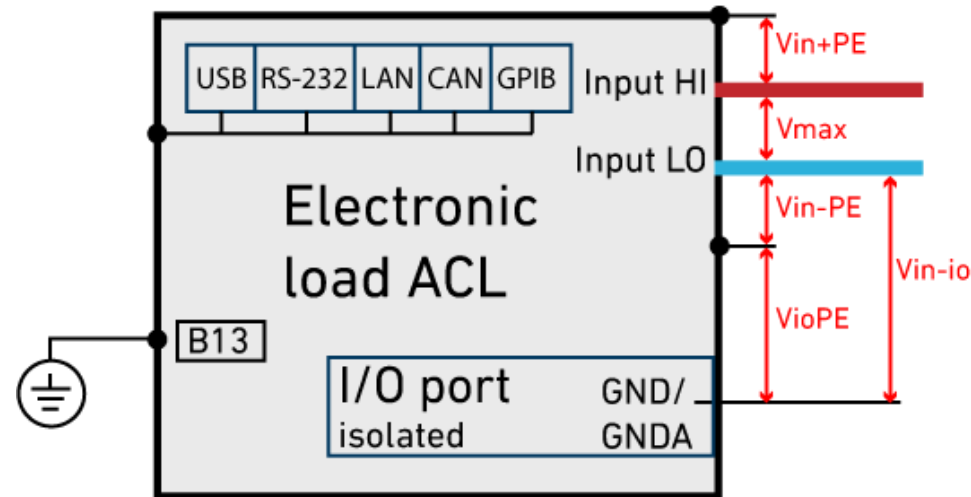 USB RS-232 LAN CAN GPIB
Input HI
Input LO
Electronic
load ACL
B13
I/O port
isolated
GND/
GNDA
Vin+PE
Vmax
Vin-PE
VioPE
Vin-io